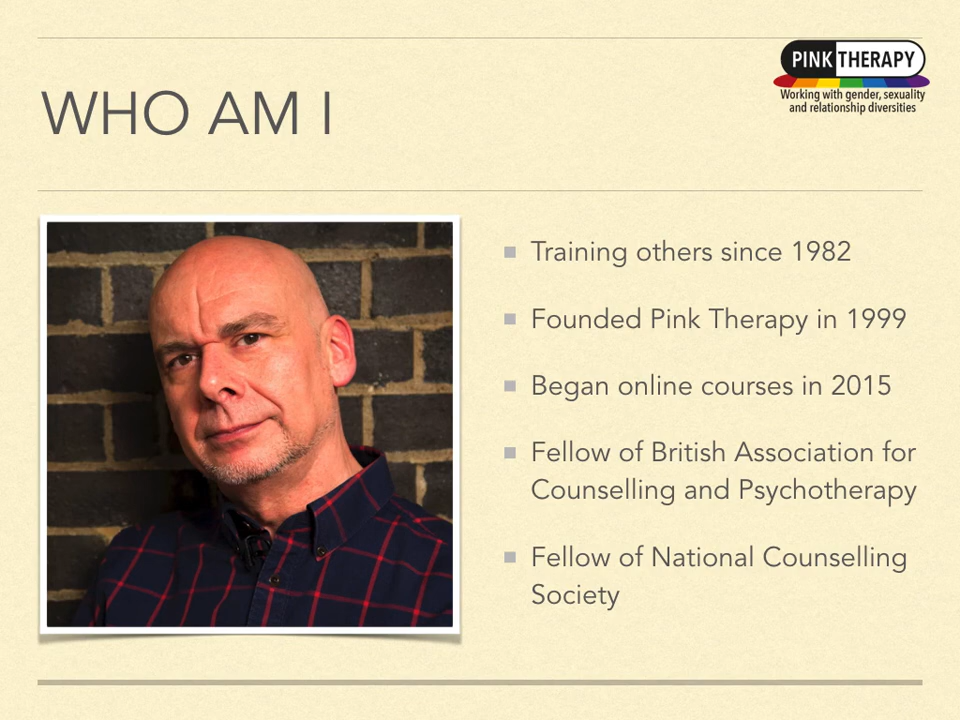 PINK THERAPY
Working with gender, sexuality
and relationship diversities
WHO AM I
Training others since 1982
Founded Pink Therapy in 1999
Began online courses in 2015
Fellow of British Association for
Counselling and Psychotherapy
Fellow of National Counselling
Society